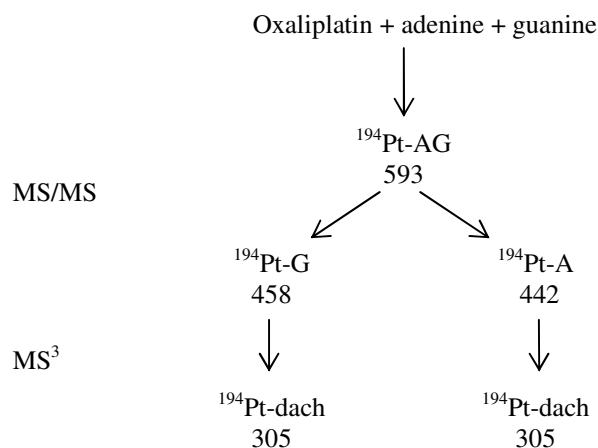 Oxaliplatin + adenine + guanine
¹⁹⁴Pt-AG
593
MS/MS
¹⁹⁴Pt-G ¹⁹⁴Pt-A
458 442
MS³
¹⁹⁴Pt-dach ¹⁹⁴Pt-dach
305 305